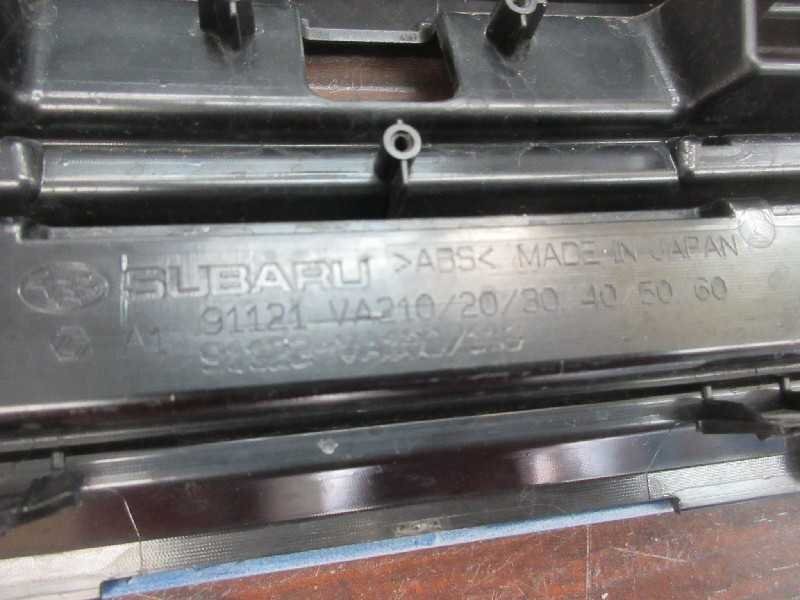 SUBARU >ABS< MADE IN JAPAN
A1 91121 VA210/20/30 40 50 60